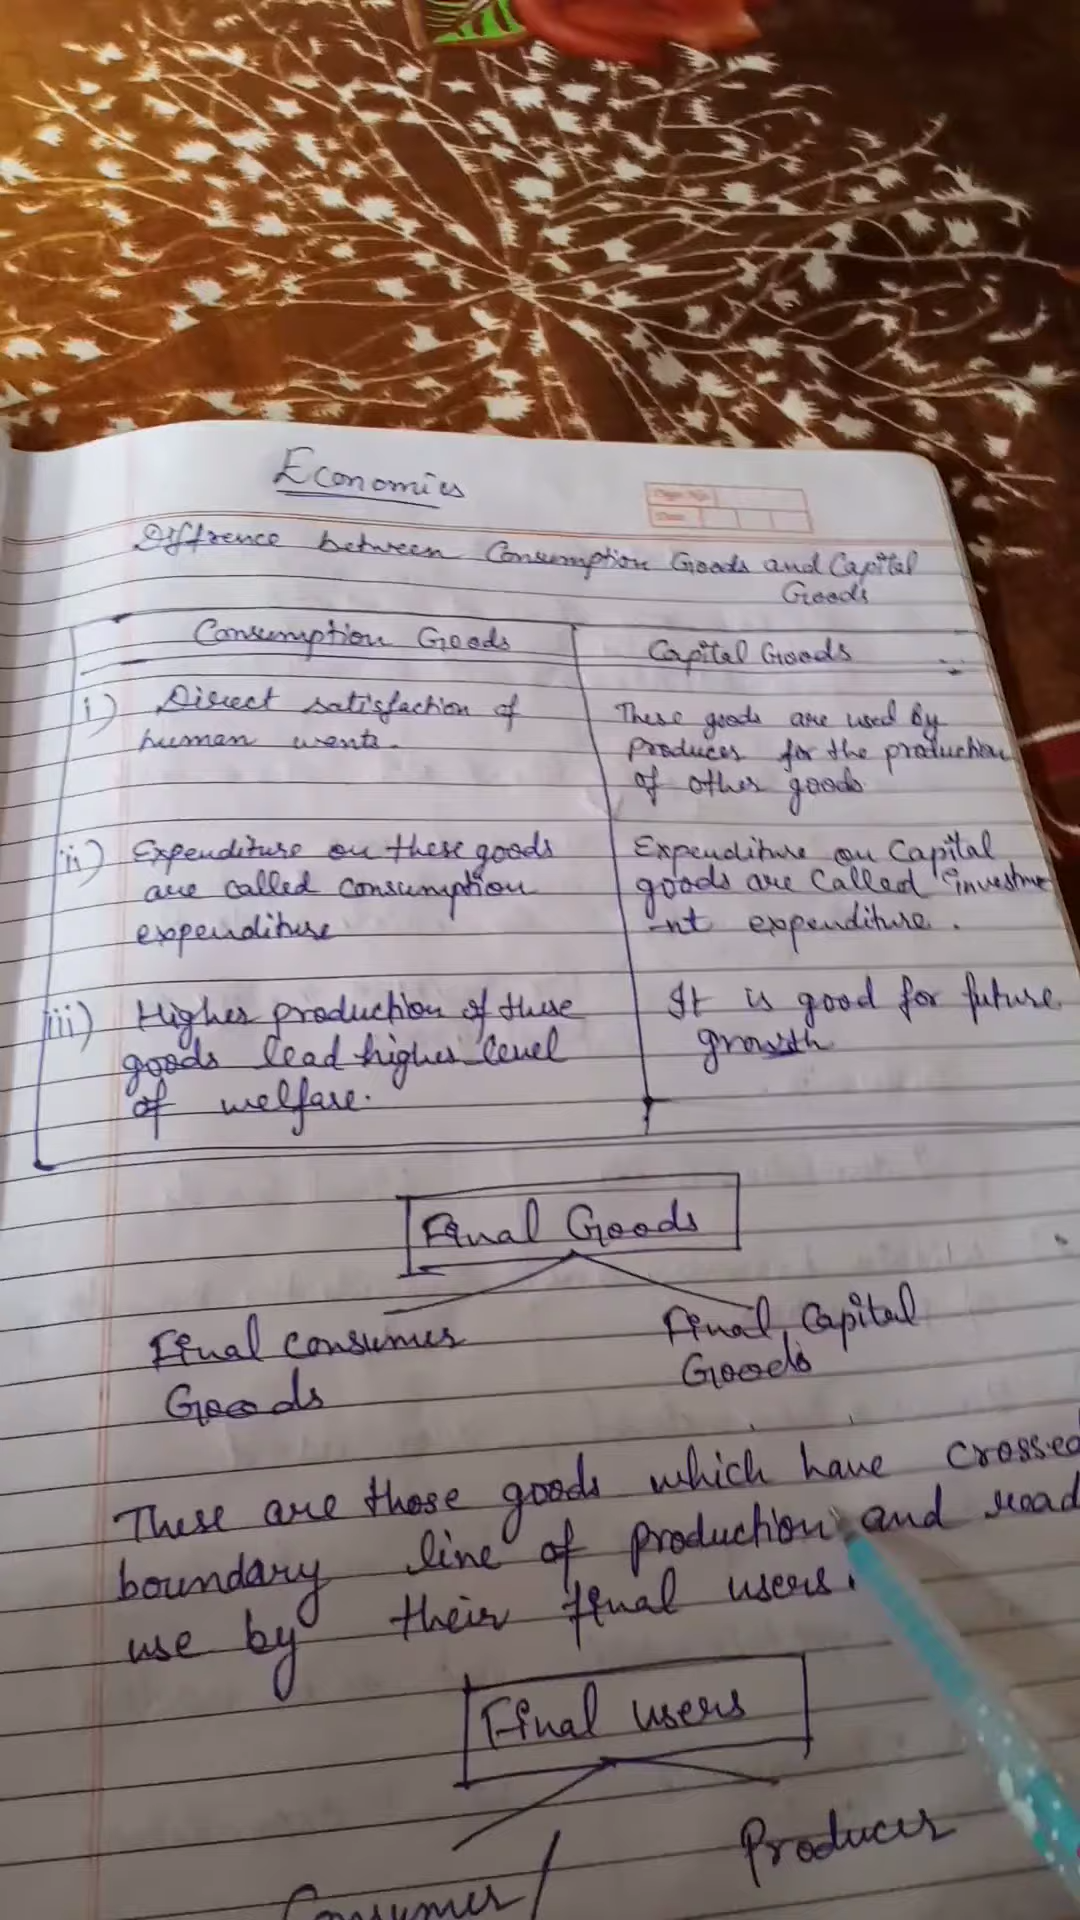 Economics
Page No.
Date
Diffrence between Consumption Goods and Capital
Goods
Consumption Goods
Capital Goods
i) Direct satisfaction of
human wants.
These goods are used by
producer for the production
of other goods.
ii) Expenditure on these goods
are called consumption
expenditure
Expenditure on Capital
goods are Called investme
-nt expenditure.
iii) Higher production of these
goods lead higher level
of welfare.
It is good for future
growth
Final Goods
Final consumer
Goods
Final Capital
Goods
These are those goods which have crossed
boundary line of production and read
use by their final users.
Final users
Consumer
Producer